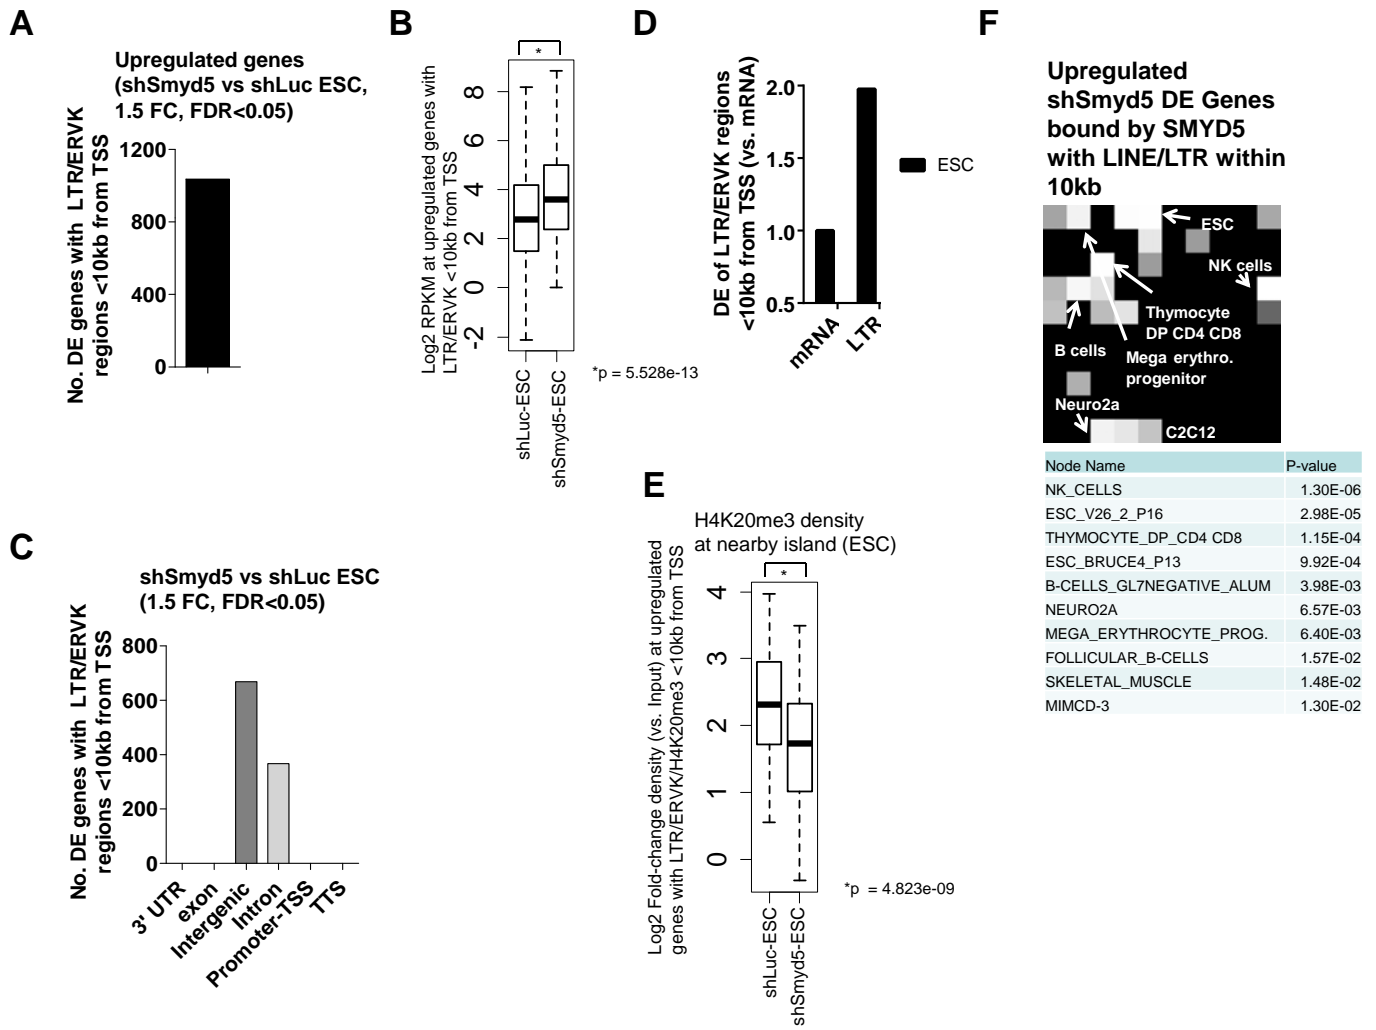 A
Upregulated genes
(shSmyd5 vs shLuc ESC,
1.5 FC, FDR<0.05)
No. DE genes with LTR/ERVK
regions <10kb from TSS
1200
800
400
0
B
*
Log2 RPKM at upregulated genes with
LTR/ERVK <10kb from TSS
8
6
4
2
0
-2
shLuc-ESC
shSmyd5-ESC
*p = 5.528e-13
C
shSmyd5 vs shLuc ESC
(1.5 FC, FDR<0.05)
No. DE genes with LTR/ERVK
regions <10kb from TSS
800
600
400
200
0
3' UTR
exon
Intergenic
Intron
Promoter-TSS
TTS
D
DE of LTR/ERVK regions
<10kb from TSS (vs. mRNA)
2.0
1.5
1.0
0.5
mRNA
LTR
ESC
E
H4K20me3 density
at nearby island (ESC)
*
Log2 Fold-change density (vs. Input) at upregulated
genes with LTR/ERVK/H4K20me3 <10kb from TSS
4
3
2
1
0
shLuc-ESC
shSmyd5-ESC
*p = 4.823e-09
F
Upregulated
shSmyd5 DE Genes
bound by SMYD5
with LINE/LTR within
10kb
ESC
NK cells
Thymocyte
DP CD4 CD8
B cells
Mega erythro.
progenitor
Neuro2a
C2C12
Node Name P-value
NK_CELLS 1.30E-06
ESC_V26_2_P16 2.98E-05
THYMOCYTE_DP_CD4 CD8 1.15E-04
ESC_BRUCE4_P13 9.92E-04
B-CELLS_GL7NEGATIVE_ALUM 3.98E-03
NEURO2A 6.57E-03
MEGA_ERYTHROCYTE_PROG. 6.40E-03
FOLLICULAR_B-CELLS 1.57E-02
SKELETAL_MUSCLE 1.48E-02
MIMCD-3 1.30E-02